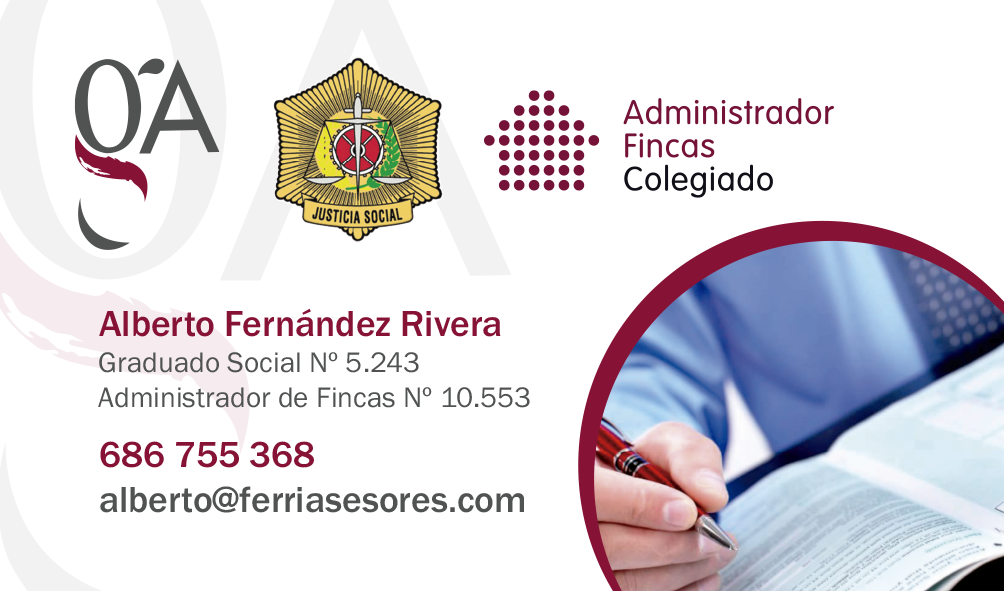 gA
JUSTICIA SOCIAL
Administrador
Fincas
Colegiado
Alberto Fernández Rivera
Graduado Social Nº 5.243
Administrador de Fincas Nº 10.553
686 755 368
alberto@ferriasesores.com